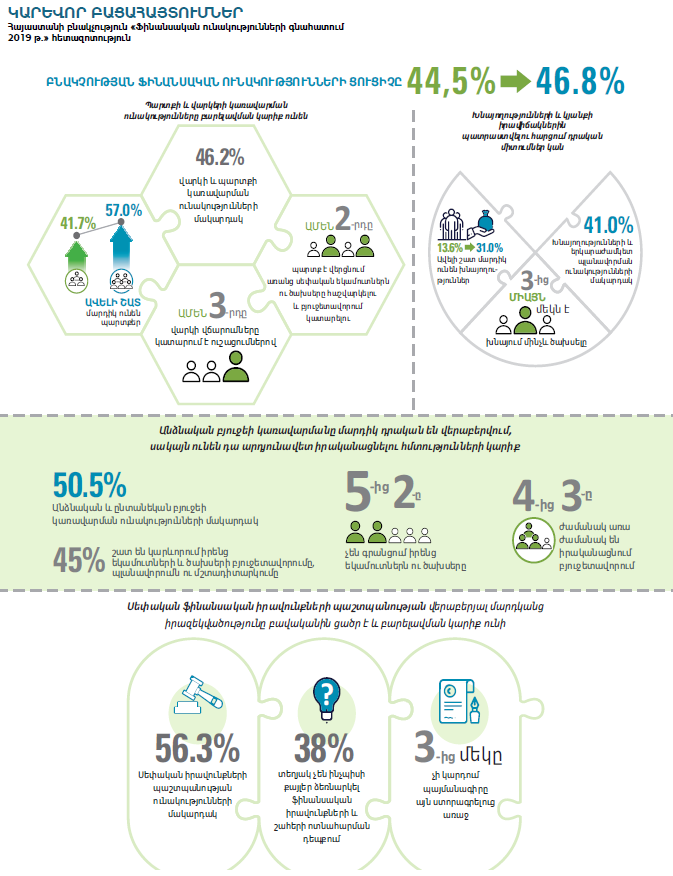 ԿԱՐԵՎՈՐ ԲԱՑԱՀԱՅՏՈՒՄՆԵՐ
Հայաստանի բնակչություն «Ֆինանսական ունակությունների գնահատում
2019 թ.» հետազոտություն
ԲՆԱԿՉՈՒԹՅԱՆ ՖԻՆԱՆՍԱԿԱՆ ՈՒՆԱԿՈՒԹՅՈՒՆՆԵՐԻ ՑՈՒՑԻՉԸ 44,5% 46.8%
Պարտքի և վարկերի կառավարման
ունակությունները բարելավման կարիք ունեն
46.2%
վարկի և պարտքի
կառավարման
ունակությունների
մակարդակ
41.7%
57.0%
ԱՎԵԼԻ ՇԱՏ
մարդիկ ունեն
պարտքեր
ԱՄԵՆ 2-րդը
պարտք է վերցնում
առանց սեփական եկամուտներն
ու ծախսերը հաշվարկելու
և բյուջետավորում
կատարելու
ԱՄԵՆ 3-րդը
վարկի վճարումները
կատարում է ուշացումներով
Խնայողությունների և կյանքի
իրավիճակներին
պատրաստվելու հարցում դրական
միտումներ կան
13.6% 31.0%
Ավելի շատ մարդիկ
ունեն խնայողու-
թյուններ
41.0%
Խնայողությունների և
երկարաժամկետ
պլանավորման
ունակությունների
մակարդակ
3-ից
ՄԻԱՅՆ
մեկն է
խնայում մինչև ծախսելը
Անձնական բյուջեի կառավարմանը մարդիկ դրական են վերաբերվում,
սակայն ունեն դա արդյունավետ իրականացնելու հմտությունների կարիք
50.5%
Անձնական և ընտանեկան բյուջեի
կառավարման ունակությունների մակարդակ
45%
շատ են կարևորում իրենց
եկամուտների և ծախսերի բյուջետավորումը,
պլանավորումն ու մշտադիտարկումը
5-ից 2-ը
չեն գրանցում իրենց
եկամուտներն ու ծախսերը
4-ից 3-ը
ժամանակ առ ա
ժամանակ են
իրականացնում
բյուջետավորում
Սեփական ֆինանսական իրավունքների պաշտպանության վերաբերյալ մարդկանց
իրազեկվածությունը բավականին ցածր է և բարելավման կարիք ունի
56.3%
Սեփական իրավունքների
պաշտպանության
ունակությունների
մակարդակ
38%
տեղյակ չեն ինչպիսի
քայլեր ձեռնարկել
ֆինանսական
իրավունքների և
շահերի ոտնահարման
դեպքում
3-ից մեկը
չի կարդում
պայմանագիրը
այն ստորագրելուց
առաջ